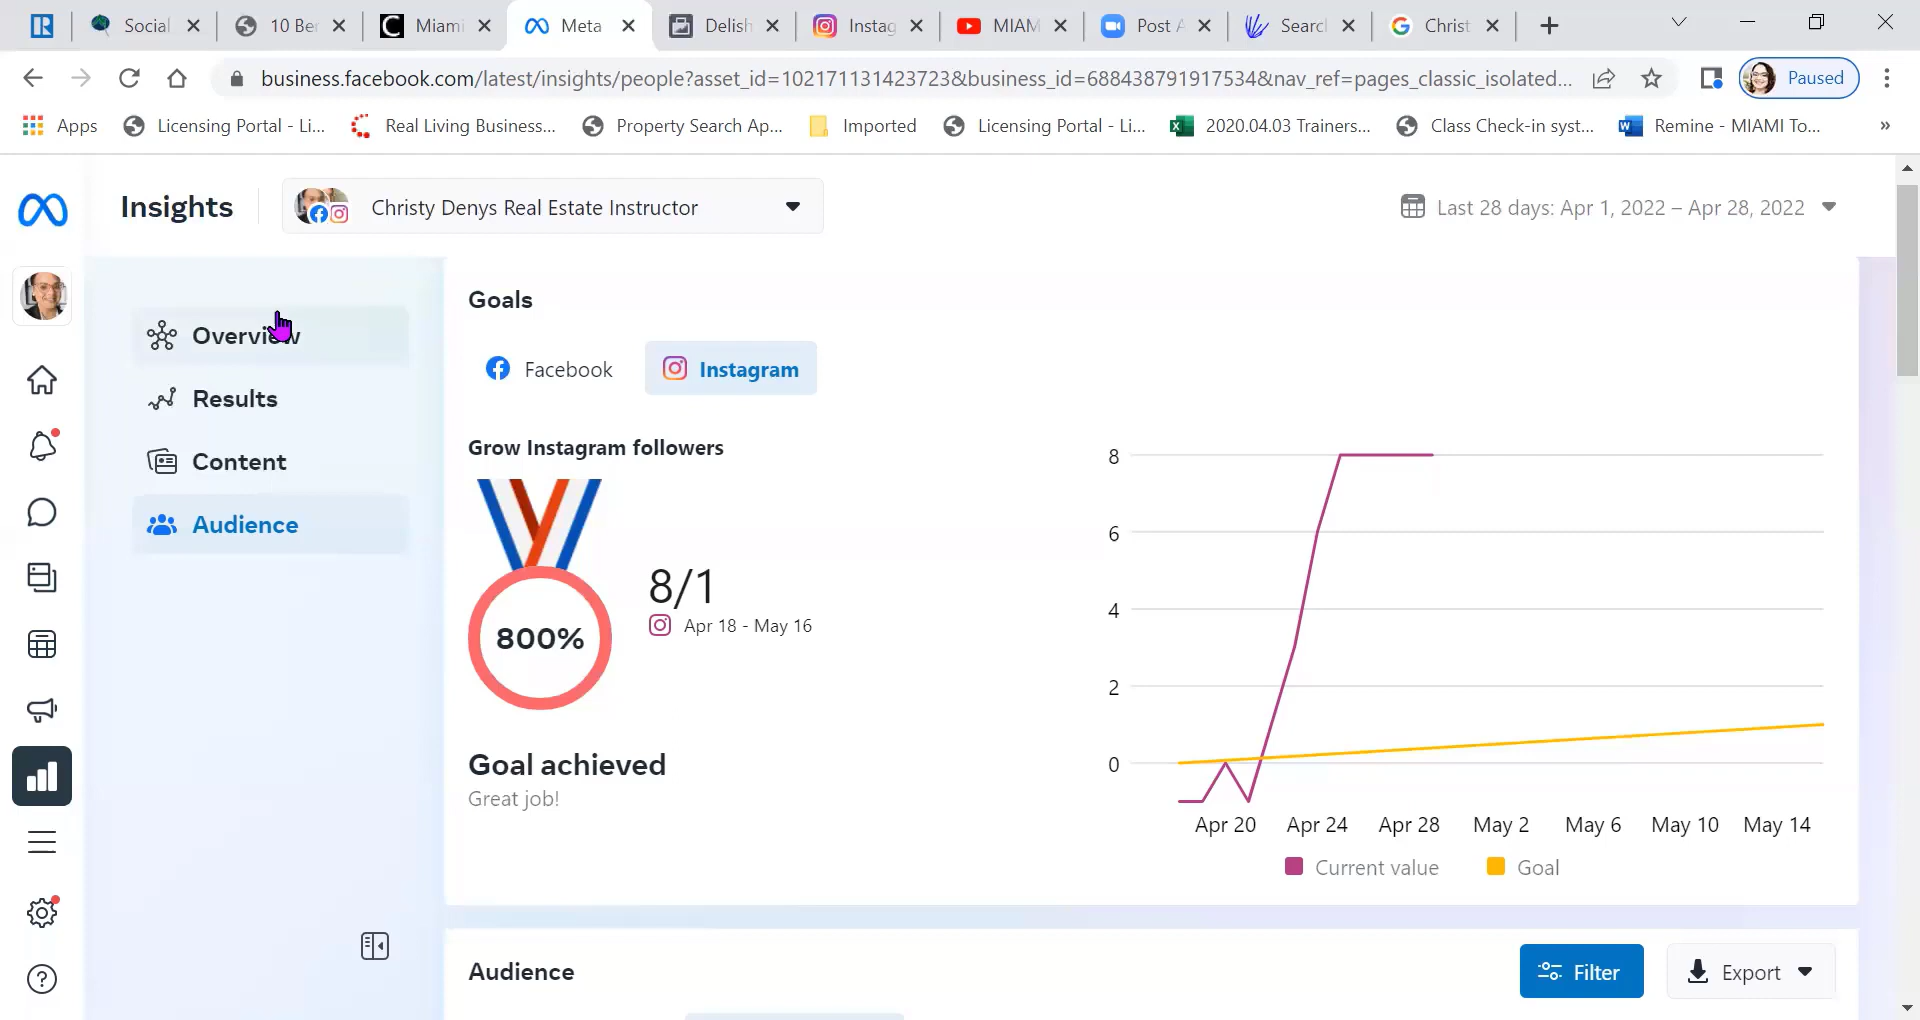 Social
10 Ber
Miami
Meta
Delish
Instag
MIAM
Post A
Search
Christ
business.facebook.com/latest/insights/people?asset_id=102171131423723&business_id=688438791917534&nav_ref=pages_classic_isolated...
Paused
Apps
Licensing Portal - Li...
Real Living Business...
Property Search Ap...
Imported
Licensing Portal - Li...
2020.04.03 Trainers...
Class Check-in syst...
Remine - MIAMI To...
»
Insights
Christy Denys Real Estate Instructor
Last 28 days: Apr 1, 2022 – Apr 28, 2022
Overview
Results
Content
Audience
Goals
Facebook
Instagram
Grow Instagram followers
800%
8/1
Apr 18 - May 16
Goal achieved
Great job!
8
6
4
2
0
Apr 20 Apr 24 Apr 28 May 2 May 6 May 10 May 14
Current value
Goal
Audience
Filter
Export